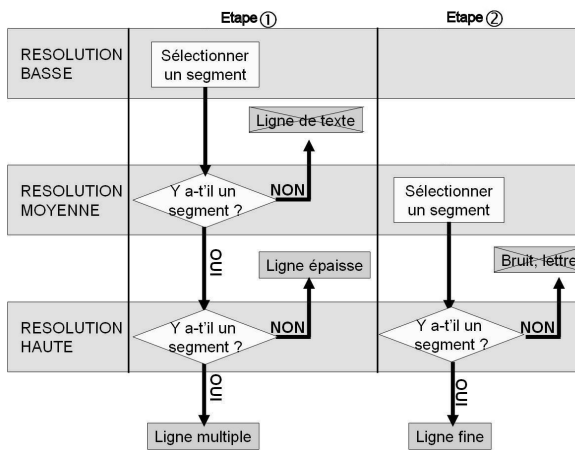 Etape ①
Etape ②
RESOLUTION
BASSE
Sélectionner
un segment
Ligne de texte
RESOLUTION
MOYENNE
Y a-t'il un
segment ?
NON
Sélectionner
un segment
OUI
Ligne épaisse
Bruit, lettre
RESOLUTION
HAUTE
Y a-t'il un
segment ?
NON
Y a-t'il un
segment ?
NON
OUI
OUI
Ligne multiple
Ligne fine